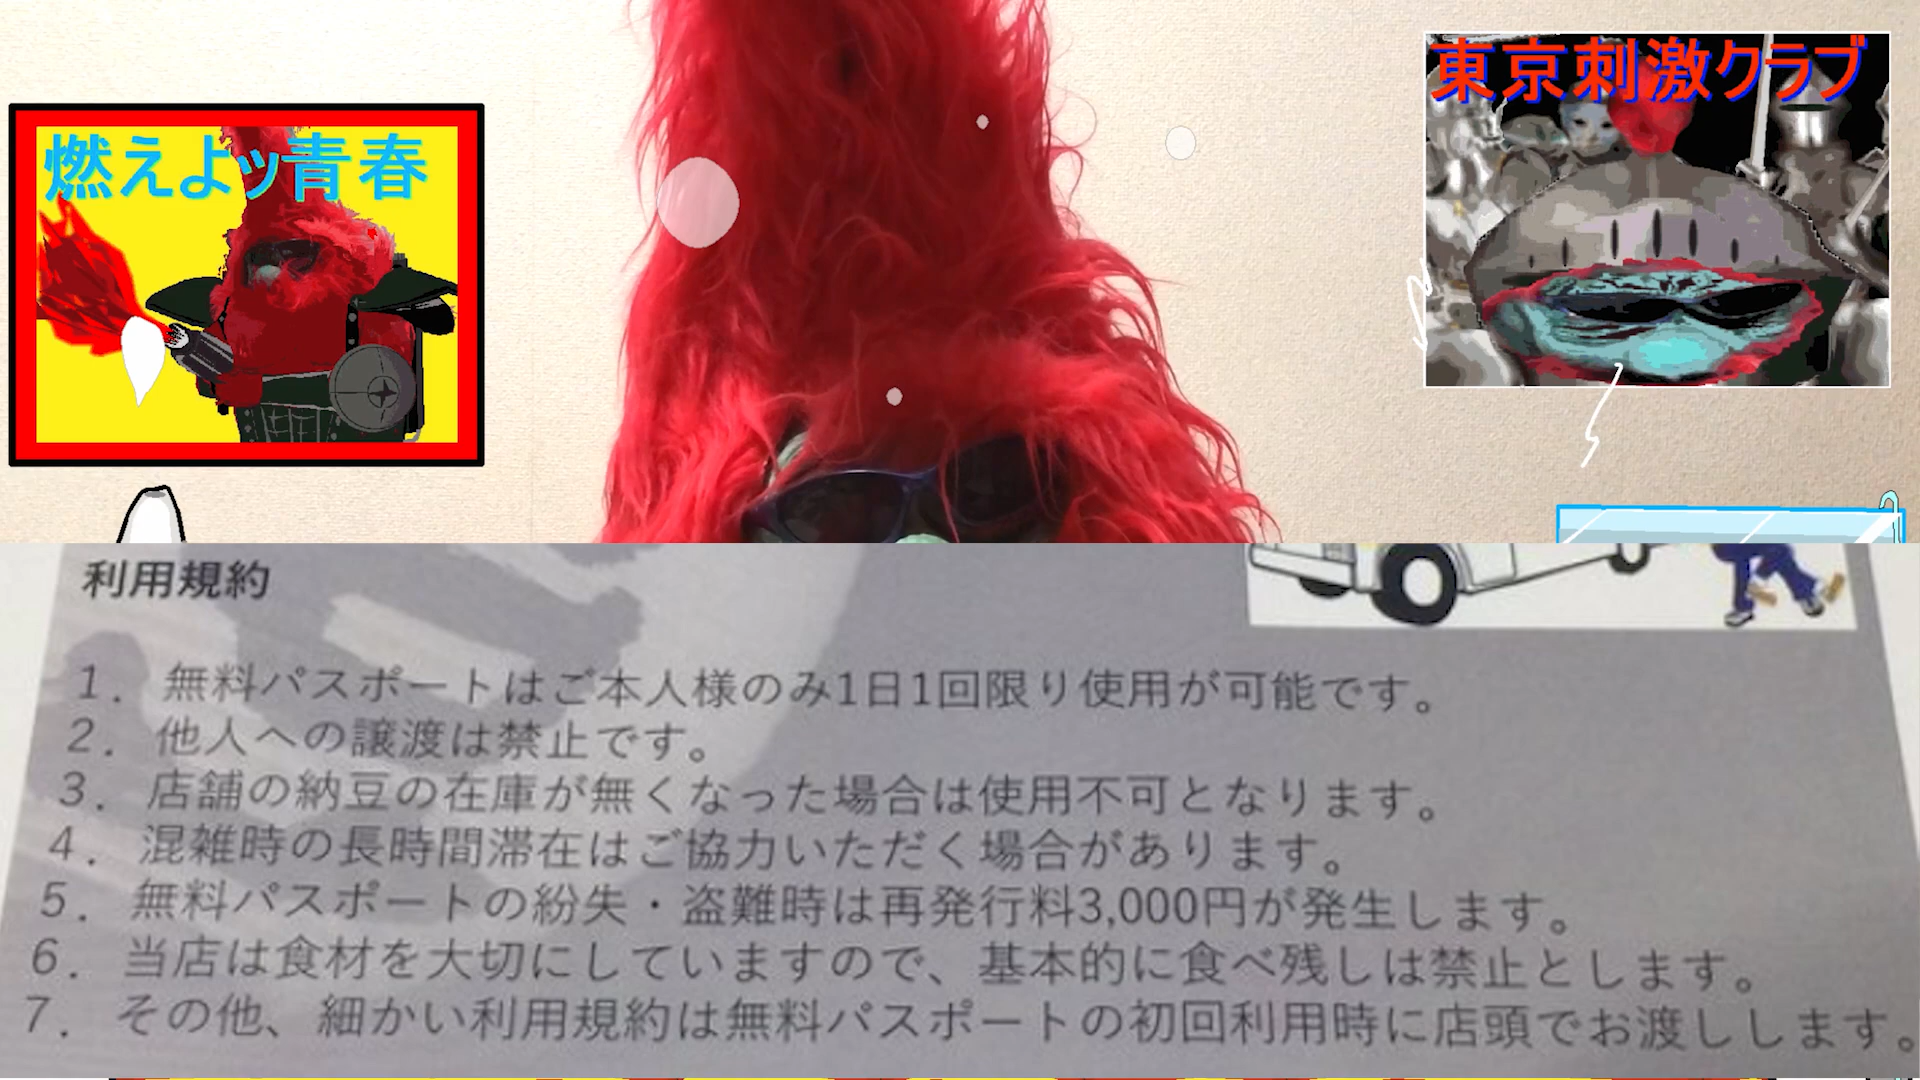 燃えよッ青春
東京刺激クラブ
利用規約
1. 無料パスポートはご本人様のみ1日1回限り使用が可能です。
2. 他人への譲渡は禁止です。
3. 店舗の納豆の在庫が無くなった場合は使用不可となります。
4. 混雑時の長時間滞在はご協力いただく場合があります。
5. 無料パスポートの紛失・盗難時は再発行料3,000円が発生します。
6. 当店は食材を大切にしていますので、基本的に食べ残しは禁止とします。
7. その他、細かい利用規約は無料パスポートの初回利用時に店頭でお渡しします。